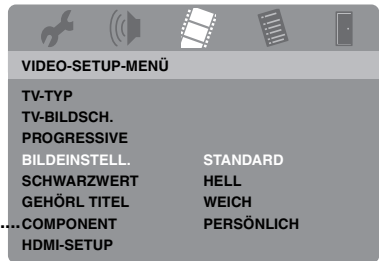 VIDEO-SETUP-MENÜ
TV-TYP
TV-BILDSCH.
PROGRESSIVE
BILDEINSTELL. STANDARD
SCHWARZWERT HELL
GEHÖRL TITEL WEICH
....COMPONENT PERSÖNLICH
HDMI-SETUP